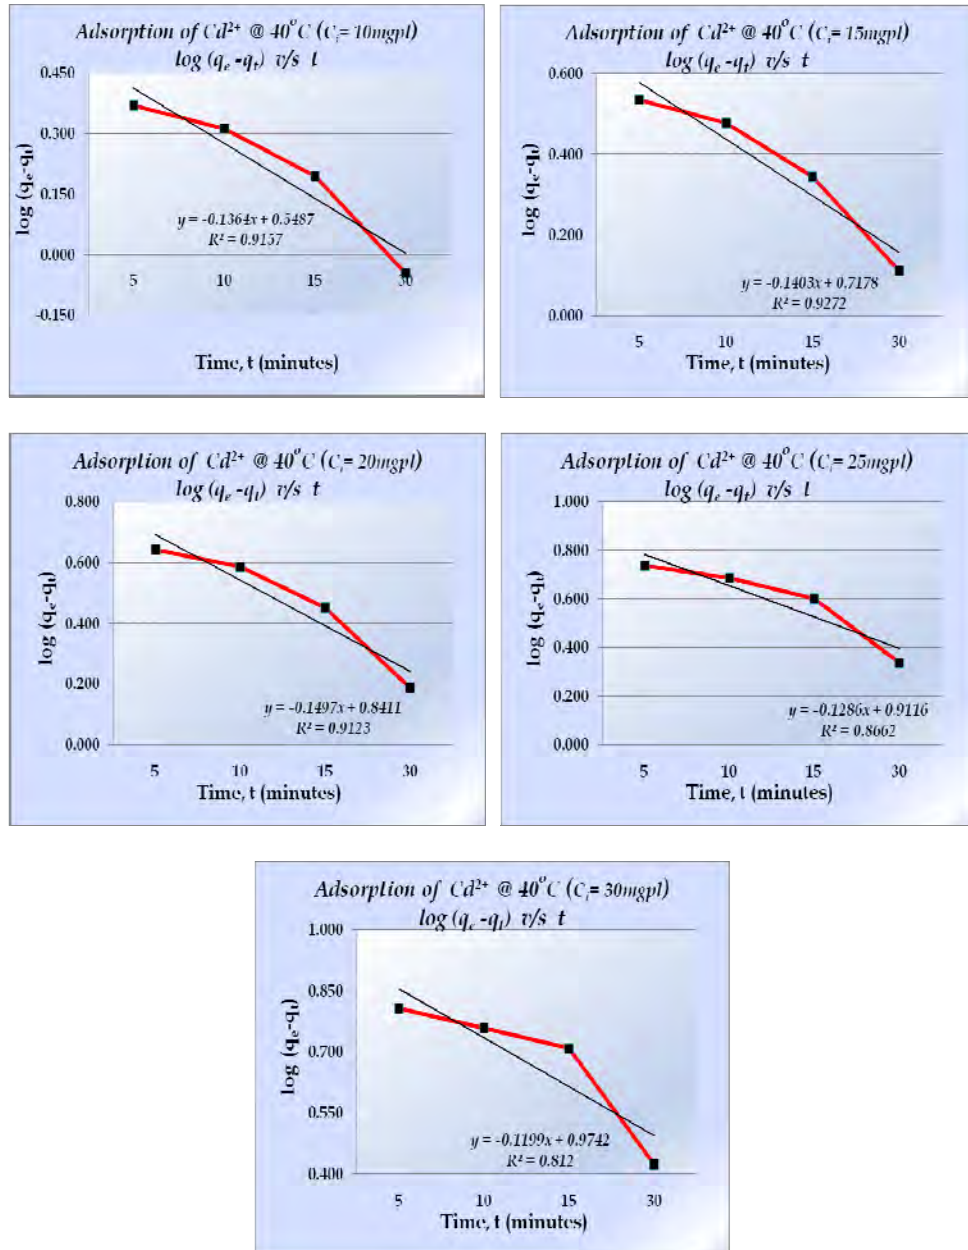 Adsorption of Cd²⁺ @ 40°C (Cᵢ= 10mgpl)
log (qₑ -qₜ) v/s t
0.450
0.300
0.150
0.000
-0.150
log (qₑ-qₜ)
y = -0.1364x + 0.5487
R² = 0.9157
5 10 15 30
Time, t (minutes)
Adsorption of Cd²⁺ @ 40°C (Cᵢ= 15mgpl)
log (qₑ -qₜ) v/s t
0.600
0.400
0.200
0.000
log (qₑ-qₜ)
y = -0.1403x + 0.7178
R² = 0.9272
5 10 15 30
Time, t (minutes)
Adsorption of Cd²⁺ @ 40°C (Cᵢ= 20mgpl)
log (qₑ -qₜ) v/s t
0.800
0.600
0.400
0.200
0.000
log (qₑ-qₜ)
y = -0.1497x + 0.8411
R² = 0.9123
5 10 15 30
Time, t (minutes)
Adsorption of Cd²⁺ @ 40°C (Cᵢ= 25mgpl)
log (qₑ -qₜ) v/s t
1.000
0.800
0.600
0.400
0.200
0.000
log (qₑ-qₜ)
y = -0.1286x + 0.9116
R² = 0.8662
5 10 15 30
Time, t (minutes)
Adsorption of Cd²⁺ @ 40°C (Cᵢ= 30mgpl)
log (qₑ -qₜ) v/s t
1.000
0.850
0.700
0.550
0.400
log (qₑ-qₜ)
y = -0.1199x + 0.9742
R² = 0.812
5 10 15 30
Time, t (minutes)